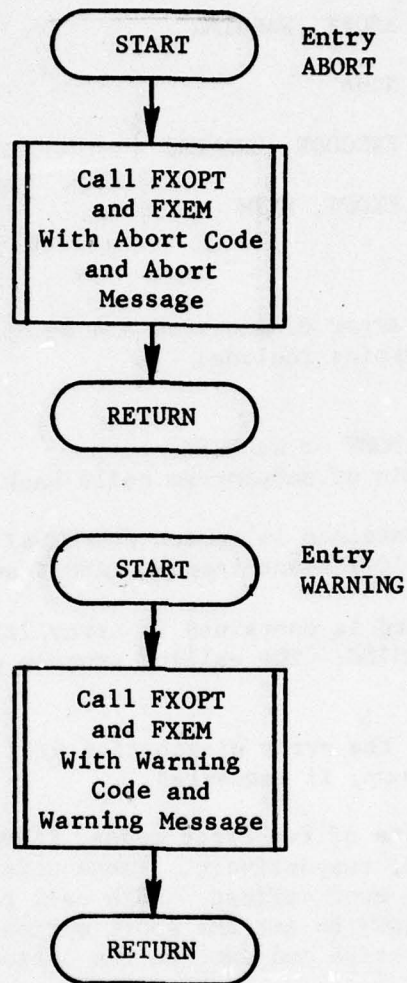 START
Entry
ABORT
Call FXOPT
and FXEM
With Abort Code
and Abort
Message
RETURN
START
Entry
WARNING
Call FXOPT
and FXEM
With Warning
Code and
Warning Message
RETURN